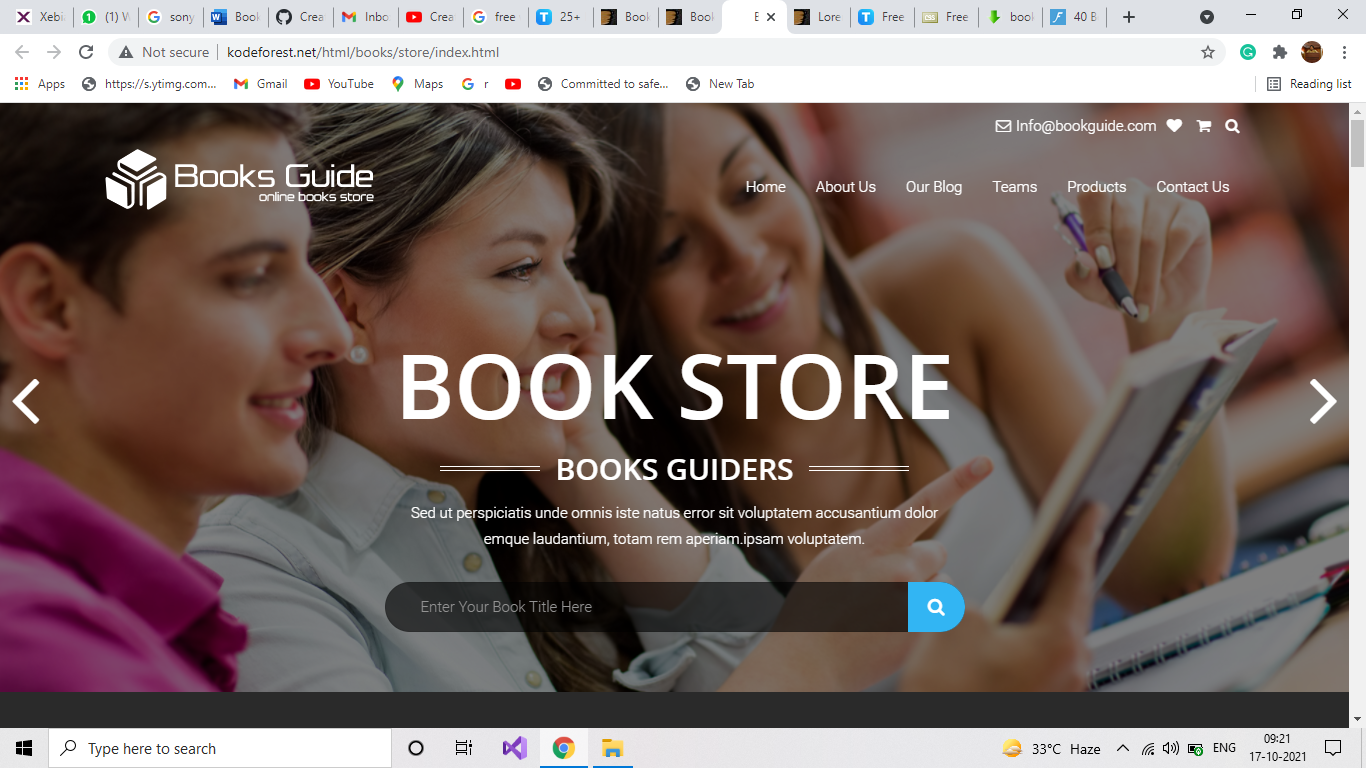 Xebi
(1) W
sony
Book
Crea
Inbo
Crea
free
25+
Book
Book
Lore
Free
Free
book
40 B
Not secure
kodeforest.net/html/books/store/index.html
Apps
https://s.ytimg.com...
Gmail
YouTube
Maps
r
Committed to safe...
New Tab
Reading list
Info@bookguide.com
Books Guide
online books store
Home
About Us
Our Blog
Teams
Products
Contact Us
BOOK STORE
BOOKS GUIDERS
Sed ut perspiciatis unde omnis iste natus error sit voluptatem accusantium dolor
emque laudantium, totam rem aperiam.ipsam voluptatem.
Enter Your Book Title Here
Type here to search
33°C Haze
ENG
09:21
17-10-2021